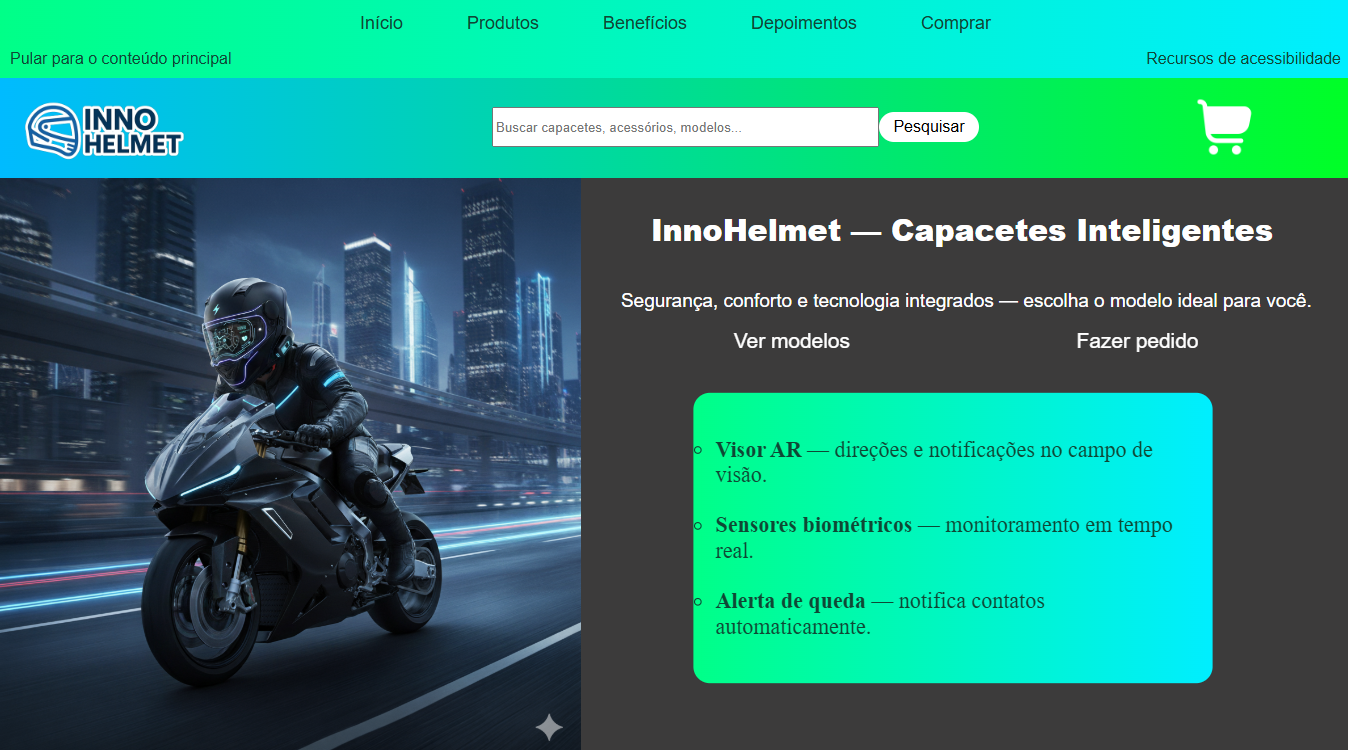 Início Produtos Benefícios Depoimentos Comprar
Pular para o conteúdo principal Recursos de acessibilidade
INNO
HELMET
Buscar capacetes, acessórios, modelos... Pesquisar
InnoHelmet — Capacetes Inteligentes
Segurança, conforto e tecnologia integrados — escolha o modelo ideal para você.
Ver modelos Fazer pedido
Visor AR — direções e notificações no campo de
visão.
Sensores biométricos — monitoramento em tempo
real.
Alerta de queda — notifica contatos
automaticamente.